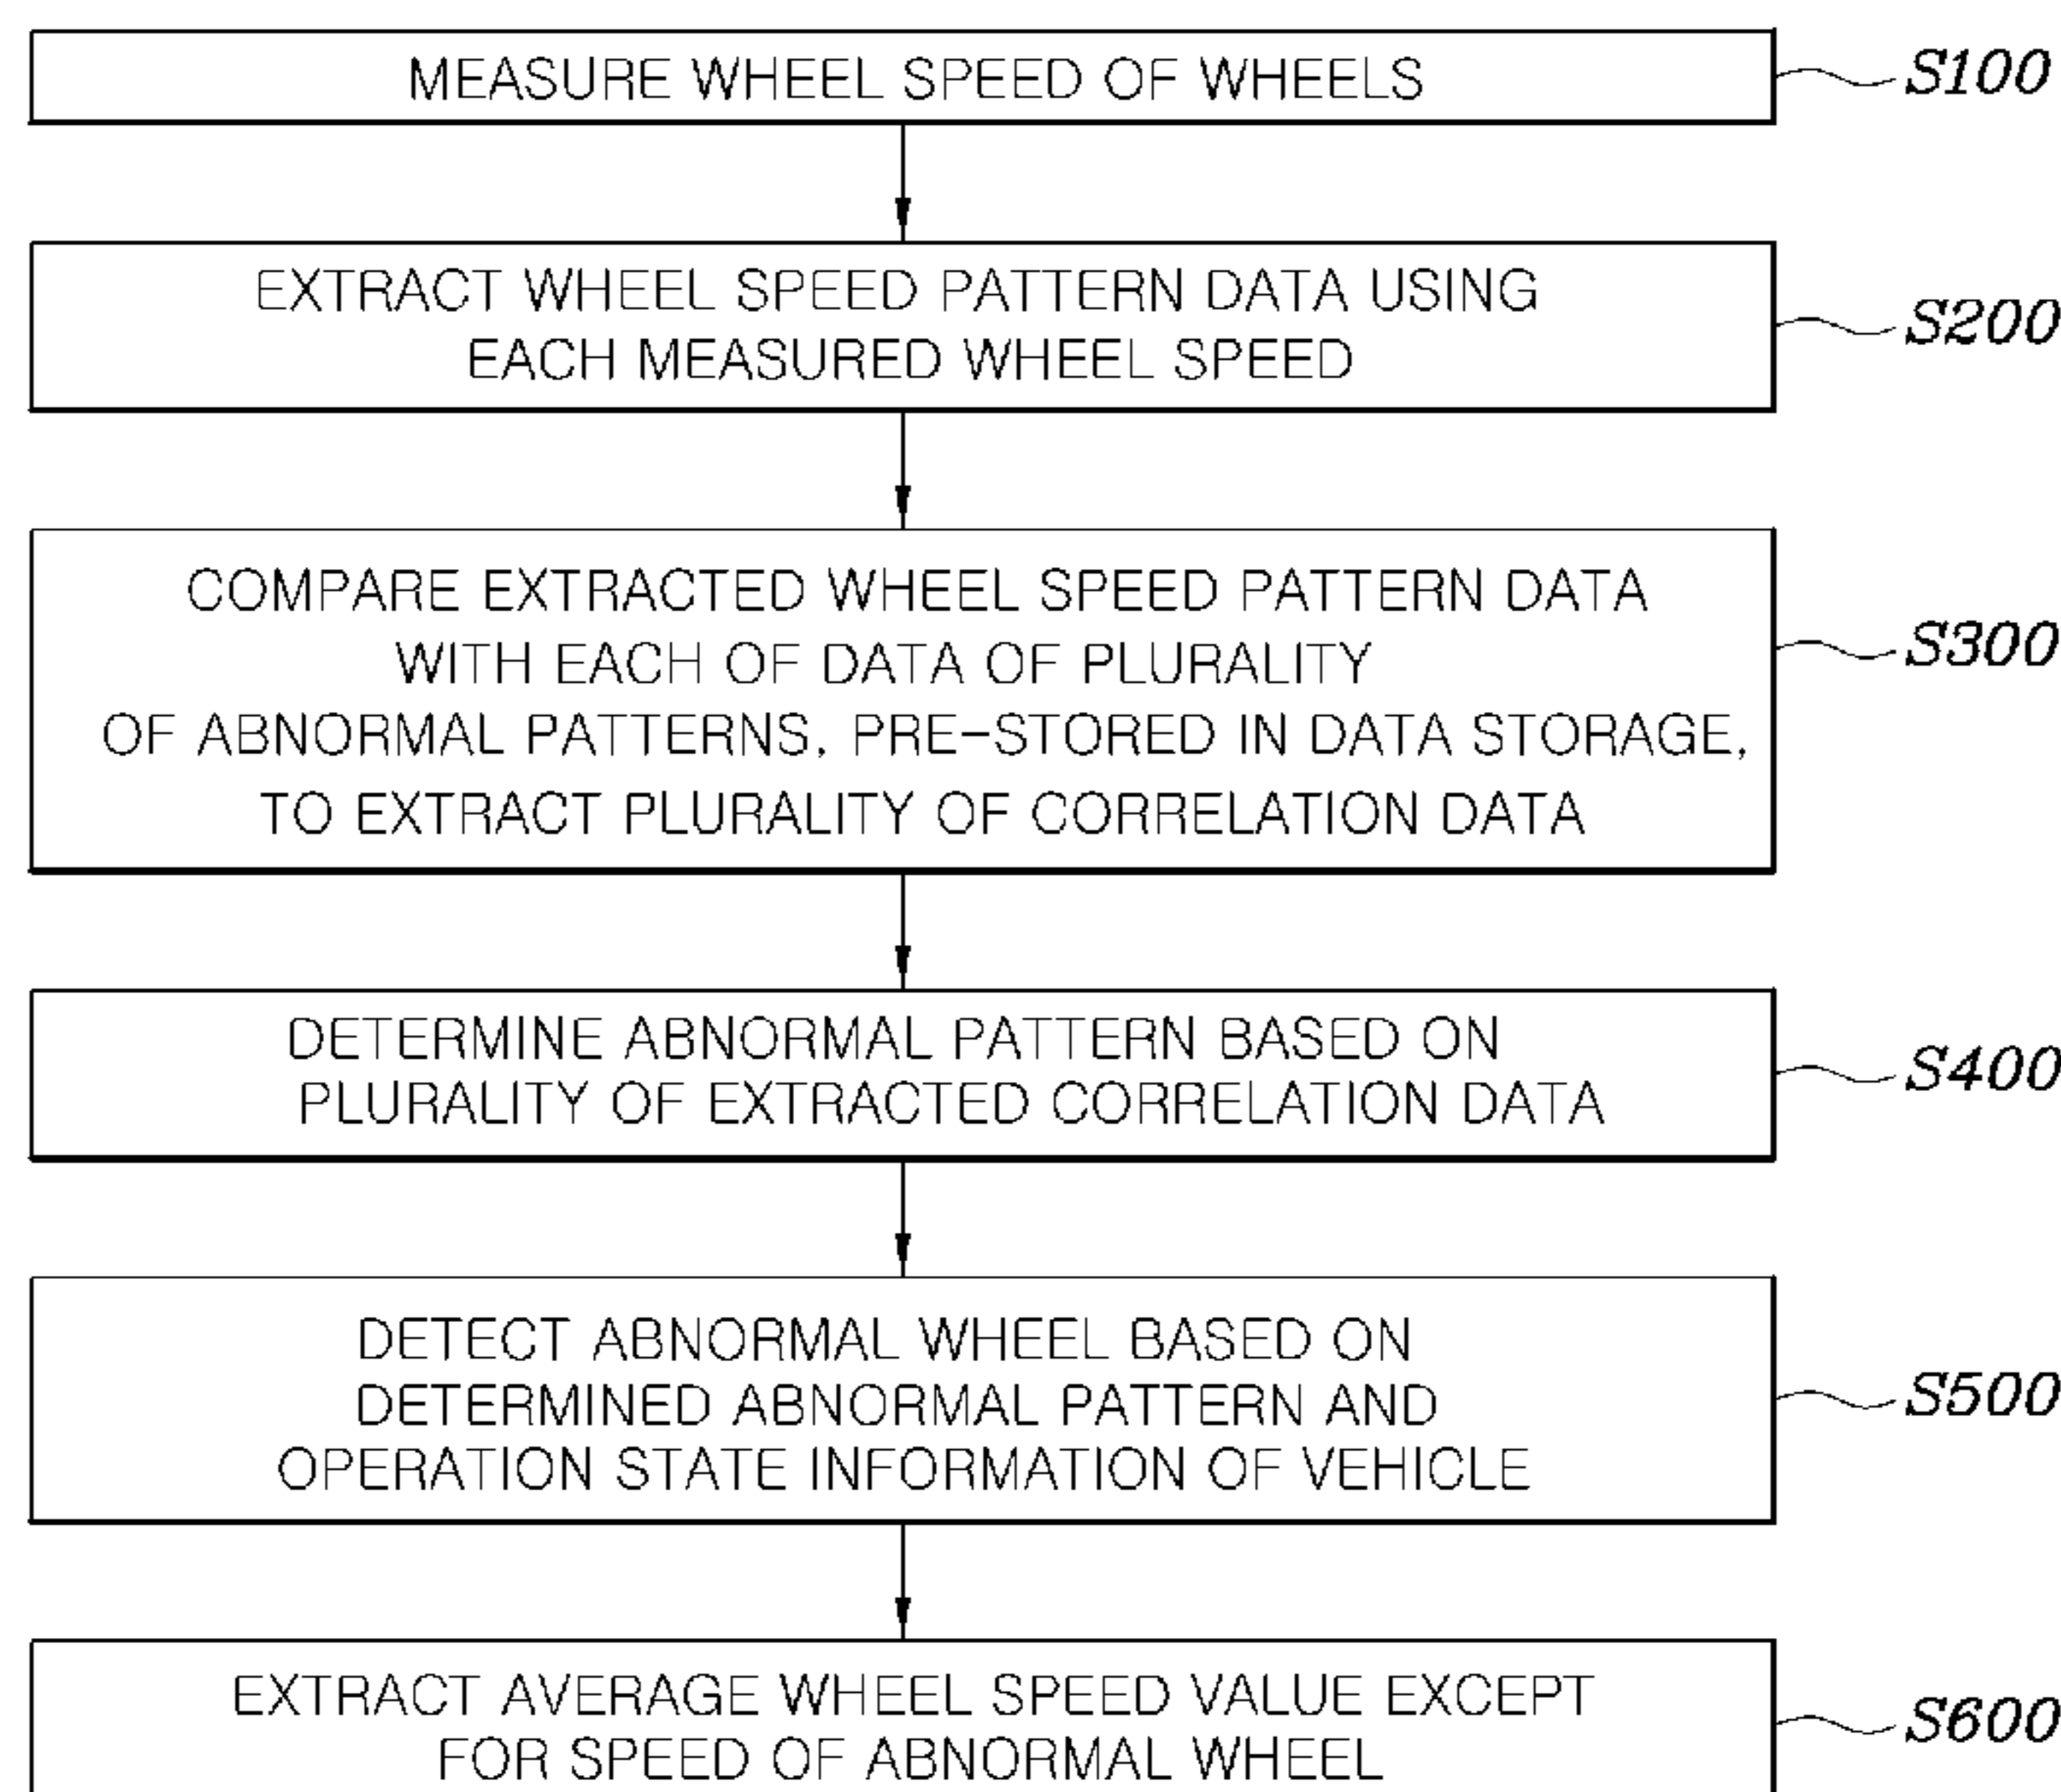 MEASURE WHEEL SPEED OF WHEELS
S100
EXTRACT WHEEL SPEED PATTERN DATA USING
EACH MEASURED WHEEL SPEED
S200
COMPARE EXTRACTED WHEEL SPEED PATTERN DATA
WITH EACH OF DATA OF PLURALITY
OF ABNORMAL PATTERNS, PRE-STORED IN DATA STORAGE,
TO EXTRACT PLURALITY OF CORRELATION DATA
S300
DETERMINE ABNORMAL PATTERN BASED ON
PLURALITY OF EXTRACTED CORRELATION DATA
S400
DETECT ABNORMAL WHEEL BASED ON
DETERMINED ABNORMAL PATTERN AND
OPERATION STATE INFORMATION OF VEHICLE
S500
EXTRACT AVERAGE WHEEL SPEED VALUE EXCEPT
FOR SPEED OF ABNORMAL WHEEL
S600